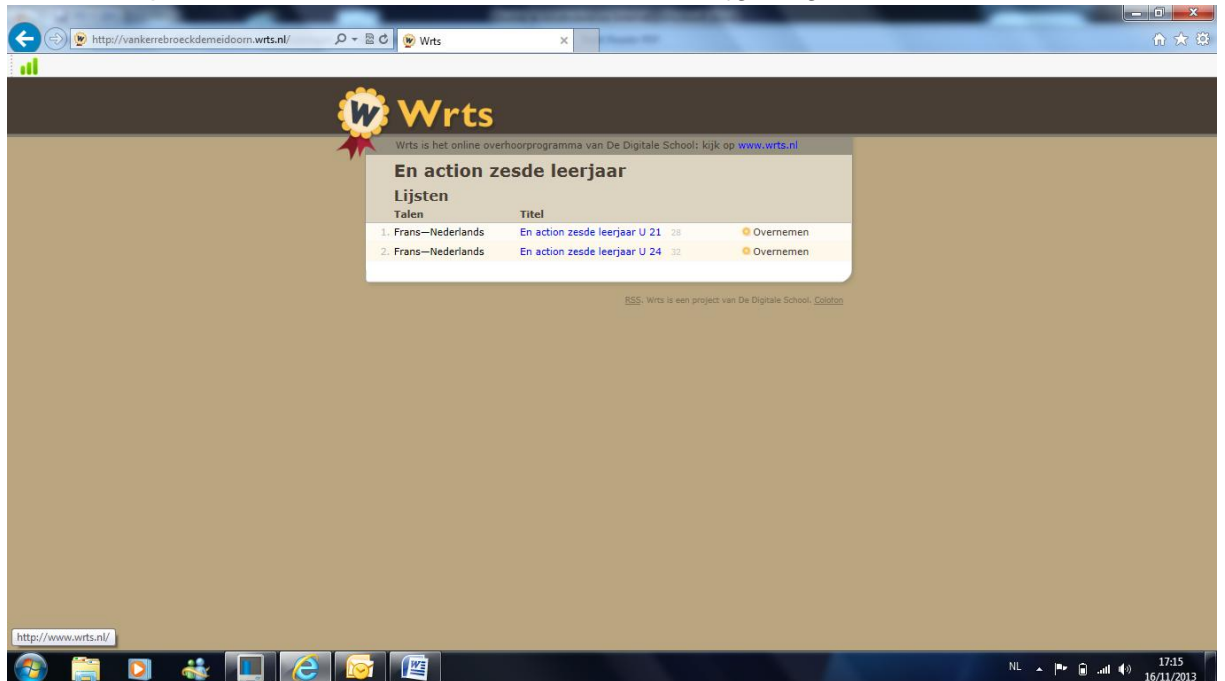 http://vankerrebroeckdemeidoorn.wrts.nl/
Wrts
W Wrts
Wrts is het online overhoorprogramma van De Digitale School: kijk op www.wrts.nl
En action zesde leerjaar
Lijsten
Talen Titel
1. Frans—Nederlands En action zesde leerjaar U 21 28 Overnemen
2. Frans—Nederlands En action zesde leerjaar U 24 32 Overnemen
RSS. Wrts is een project van De Digitale School. Colofon
http://www.wrts.nl/
NL 17:15
16/11/2013